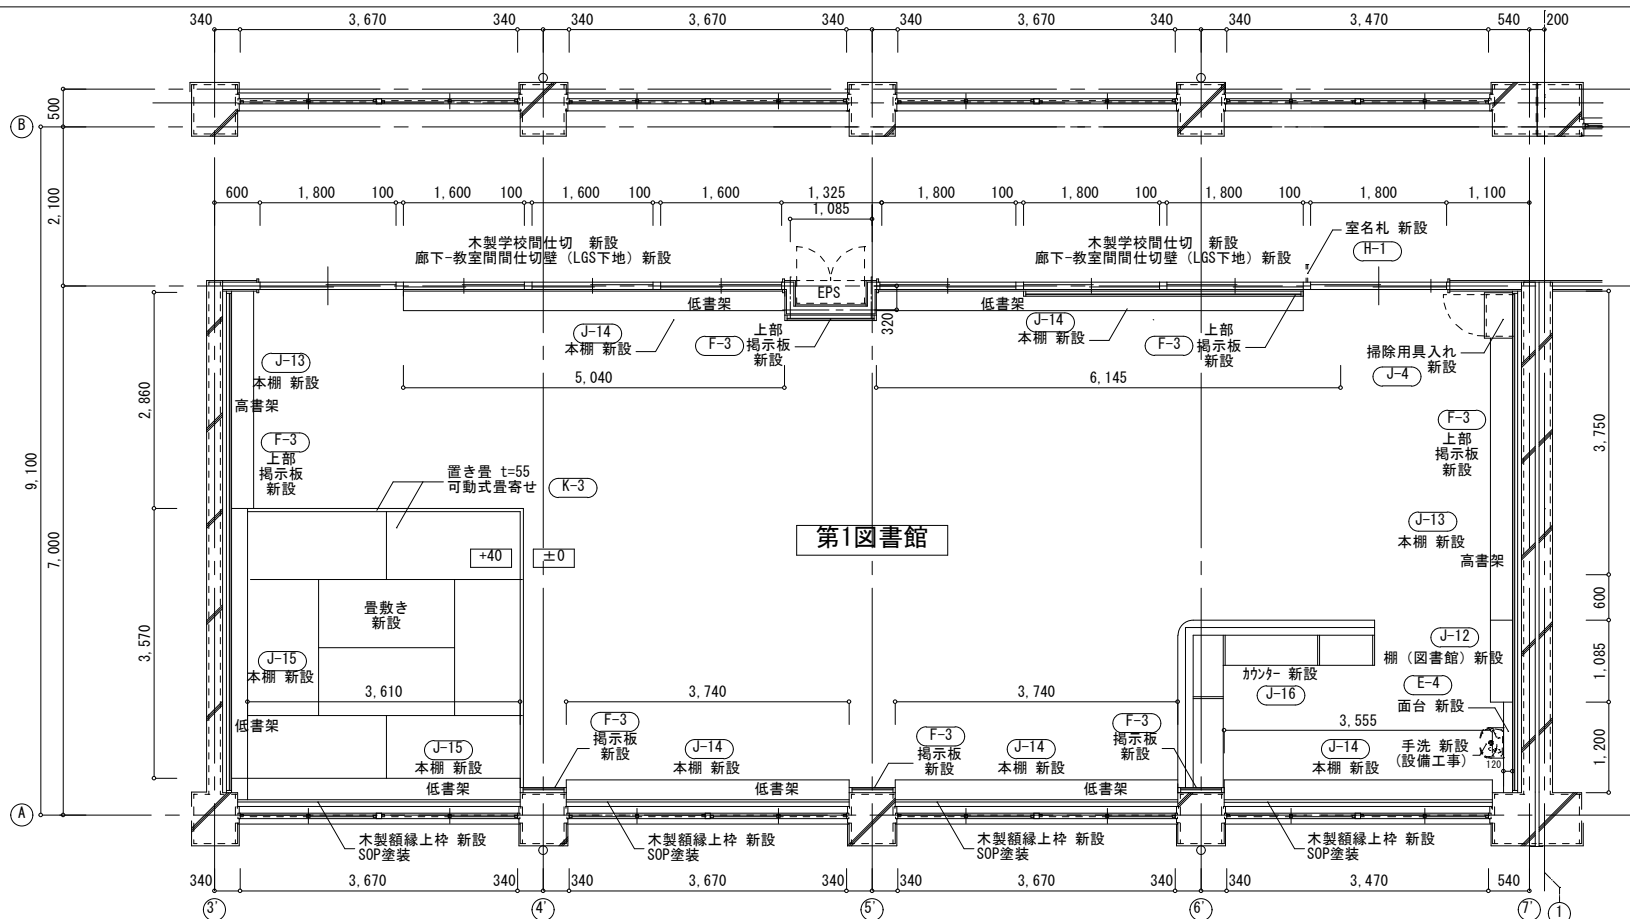 340 3,670 340 340 3,670 340 340 3,670 340 340 3,470 540 200
500
B
2,100
600 1,800 100 1,600 100 1,600 100 1,600 1,325 1,800 100 1,800 100 1,800 100 1,800 1,100
1,085
木製学校間仕切 新設
廊下-教室間間仕切壁（LGS下地）新設
木製学校間仕切 新設
廊下-教室間間仕切壁（LGS下地）新設
室名札 新設
H-1
EPS
低書架
低書架
320
J-14
本棚 新設
F-3
上部
掲示板
新設
J-14
本棚 新設
F-3
上部
掲示板
新設
掃除用具入れ
新設
J-4
J-13
本棚 新設
5,040
6,145
2,860
高書架
F-3
上部
掲示板
新設
F-3
上部
掲示板
新設
3,750
9,100
7,000
置き畳 t=55
可動式畳寄せ
K-3
第1図書館
+40
±0
J-13
本棚 新設
高書架
600
畳敷き
新設
3,570
J-15
本棚 新設
J-12
棚（図書館）新設
1,085
カウンター 新設
J-16
E-4
面台 新設
3,610
3,740
3,740
3,555
低書架
F-3
掲示板
新設
F-3
掲示板
新設
F-3
掲示板
新設
J-15
本棚 新設
J-14
本棚 新設
J-14
本棚 新設
J-14
本棚 新設
手洗 新設
（設備工事）
120
1,200
低書架
低書架
低書架
A
木製額縁上枠 新設
SOP塗装
木製額縁上枠 新設
SOP塗装
木製額縁上枠 新設
SOP塗装
木製額縁上枠 新設
SOP塗装
340 3,670 340 340 3,670 340 340 3,670 340 340 3,470 540
3' 4' 5' 6' 7' 1